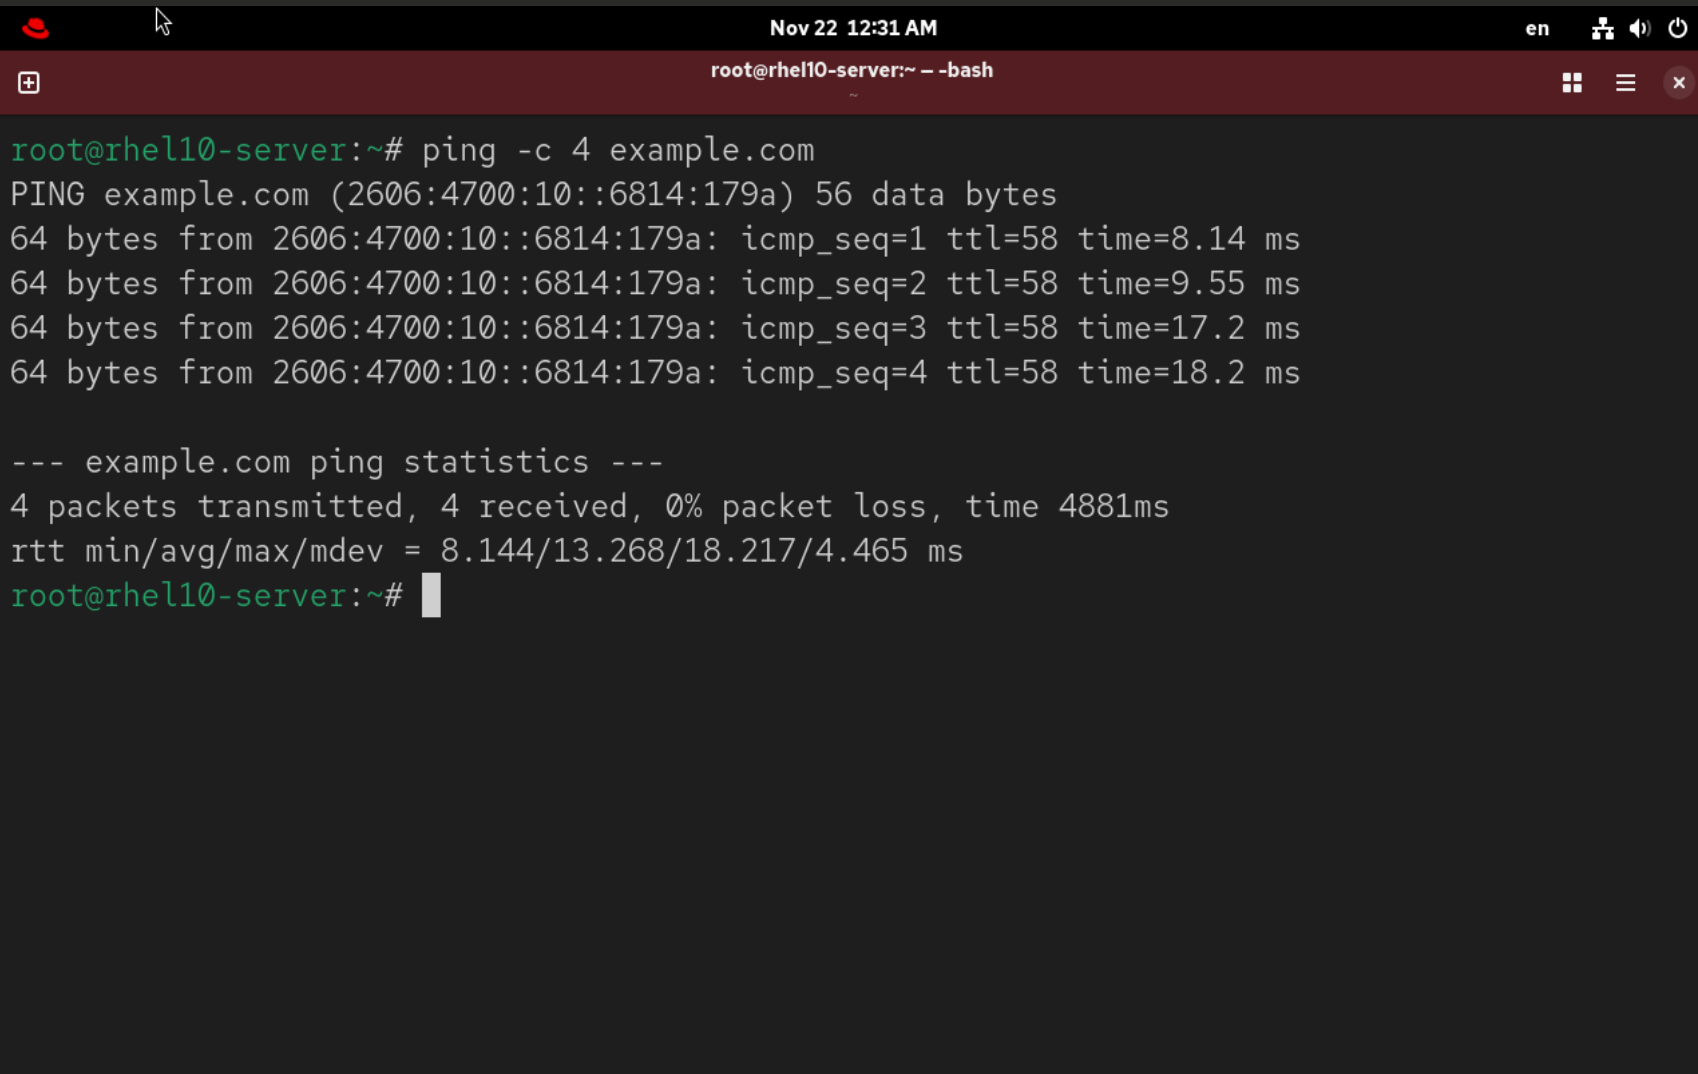 Nov 22 12:31 AM
en
root@rhel10-server:~ – -bash
~
root@rhel10-server:~# ping -c 4 example.com
PING example.com (2606:4700:10::6814:179a) 56 data bytes
64 bytes from 2606:4700:10::6814:179a: icmp_seq=1 ttl=58 time=8.14 ms
64 bytes from 2606:4700:10::6814:179a: icmp_seq=2 ttl=58 time=9.55 ms
64 bytes from 2606:4700:10::6814:179a: icmp_seq=3 ttl=58 time=17.2 ms
64 bytes from 2606:4700:10::6814:179a: icmp_seq=4 ttl=58 time=18.2 ms

--- example.com ping statistics ---
4 packets transmitted, 4 received, 0% packet loss, time 4881ms
rtt min/avg/max/mdev = 8.144/13.268/18.217/4.465 ms
root@rhel10-server:~#